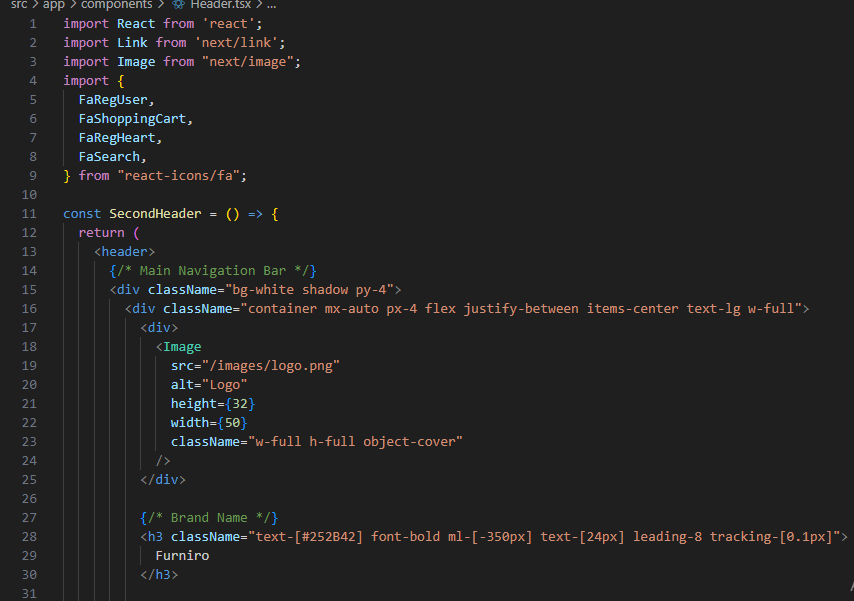 src > app > components > Header.tsx > ...
1 import React from 'react';
2 import Link from 'next/link';
3 import Image from "next/image";
4 import {
5 FaRegUser,
6 FaShoppingCart,
7 FaRegHeart,
8 FaSearch,
9 } from "react-icons/fa";
10
11 const SecondHeader = () => {
12 return (
13 <header>
14 {/* Main Navigation Bar */}
15 <div className="bg-white shadow py-4">
16 <div className="container mx-auto px-4 flex justify-between items-center text-lg w-full">
17 <div>
18 <Image
19 src="/images/logo.png"
20 alt="Logo"
21 height={32}
22 width={50}
23 className="w-full h-full object-cover"
24 />
25 </div>
26
27 {/* Brand Name */}
28 <h3 className="text-[#252B42] font-bold ml-[-350px] text-[24px] leading-8 tracking-[0.1px]">
29 Furniro
30 </h3>
31